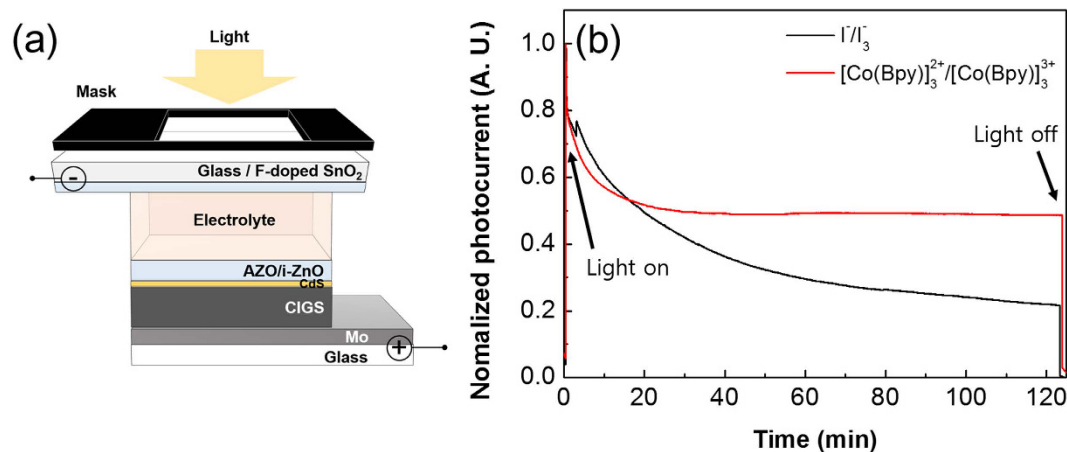 (a)
Light
Mask
-
Glass / F-doped SnO₂
Electrolyte
AZO/i-ZnO
CdS
CIGS
Mo
Glass
+
(b)
I⁻/I₃⁻
[Co(Bpy)]₃²⁺/[Co(Bpy)]₃³⁺
Light off
Light on
Nomalized photocurrent (A. U.)
1.0
0.8
0.6
0.4
0.2
0.0
0 20 40 60 80 100 120
Time (min)